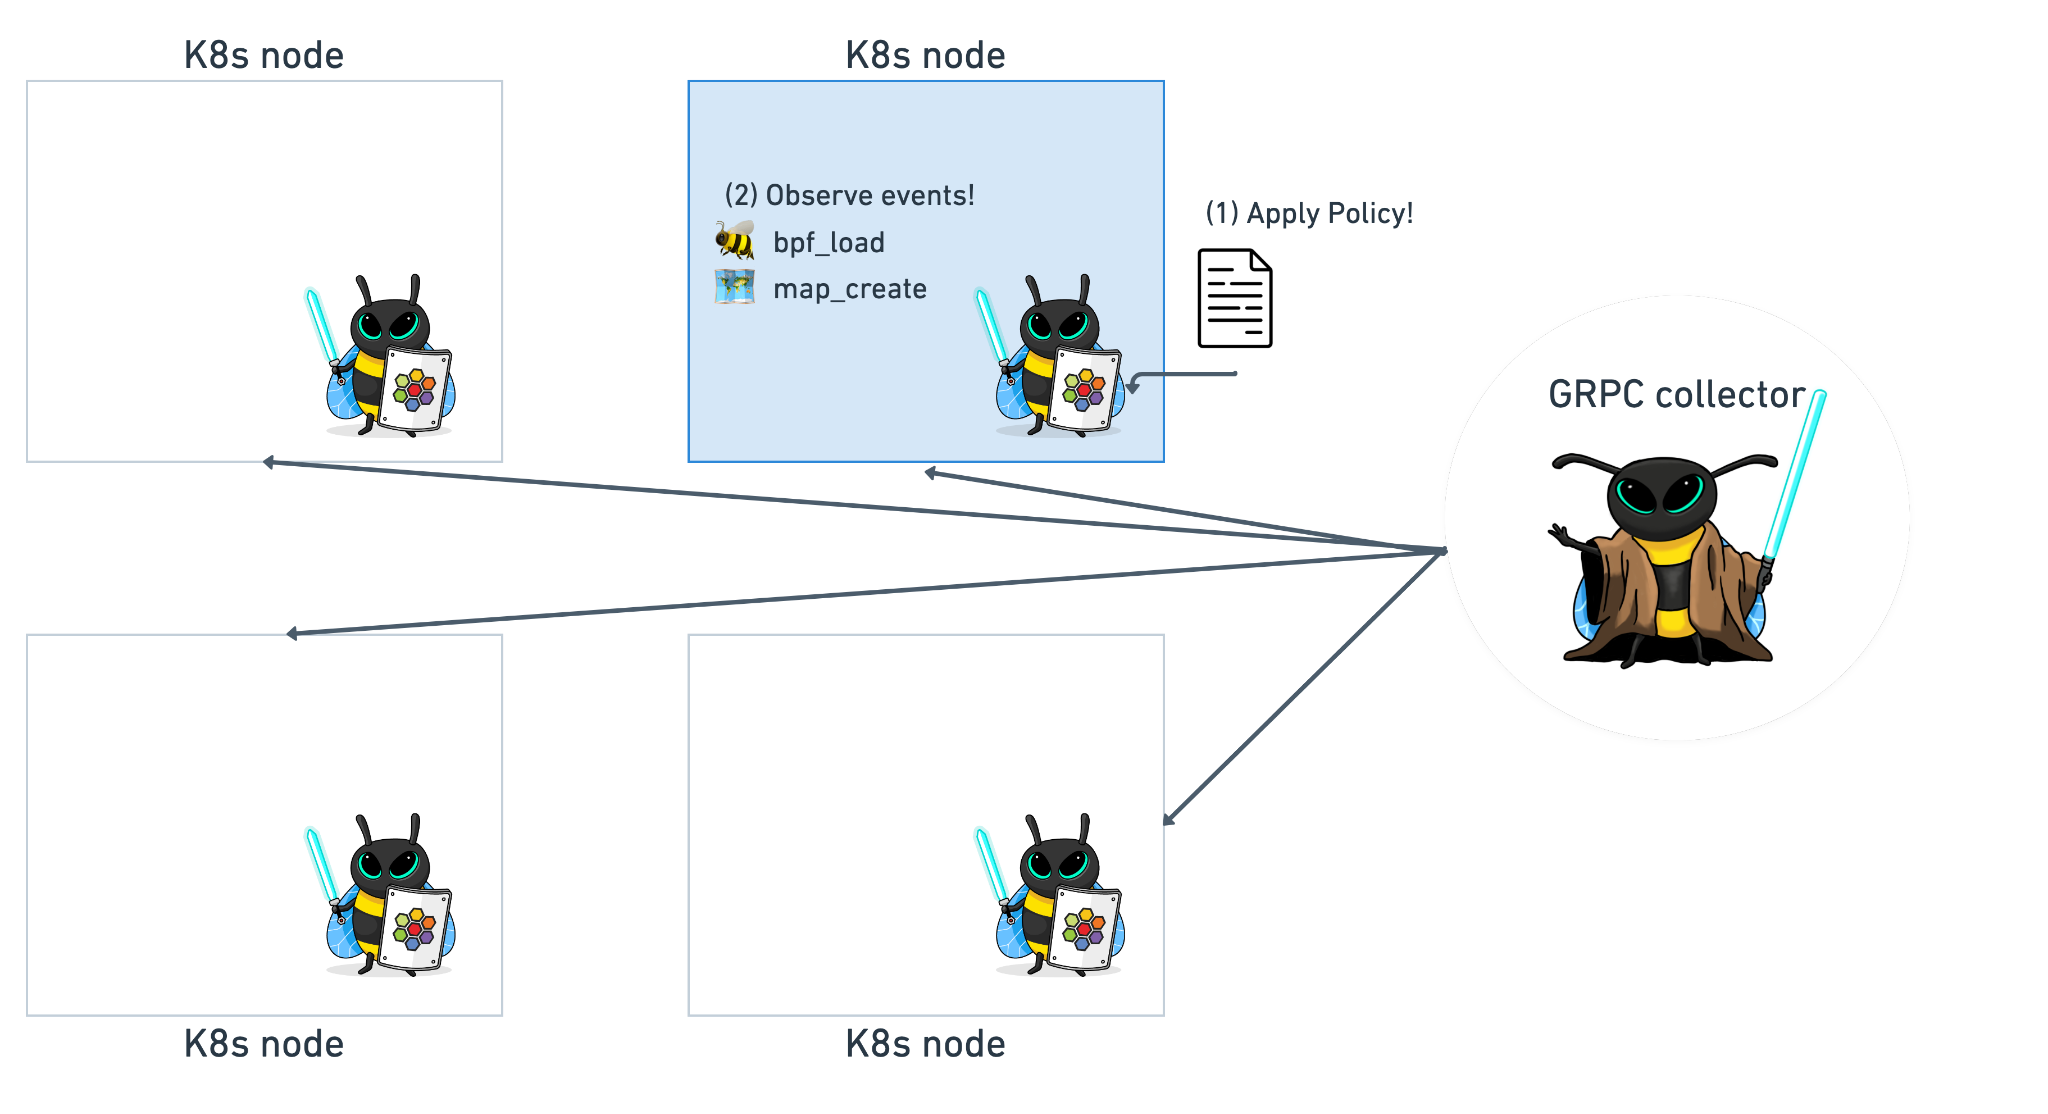 K8s node
K8s node
(2) Observe events!
bpf_load
map_create
(1) Apply Policy!
GRPC collector
K8s node
K8s node